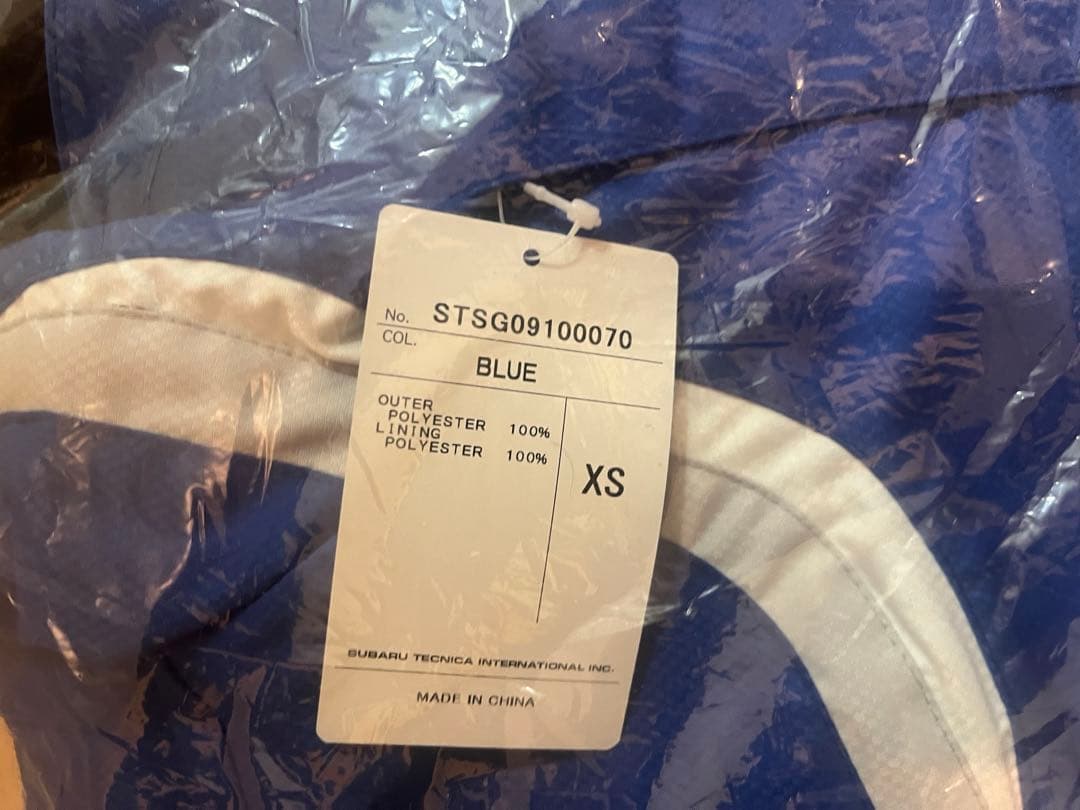 No. STSG09100070
COL.
BLUE
OUTER
POLYESTER 100%
LINING
POLYESTER 100%
XS
SUBARU TECNICA INTERNATIONAL INC.
MADE IN CHINA